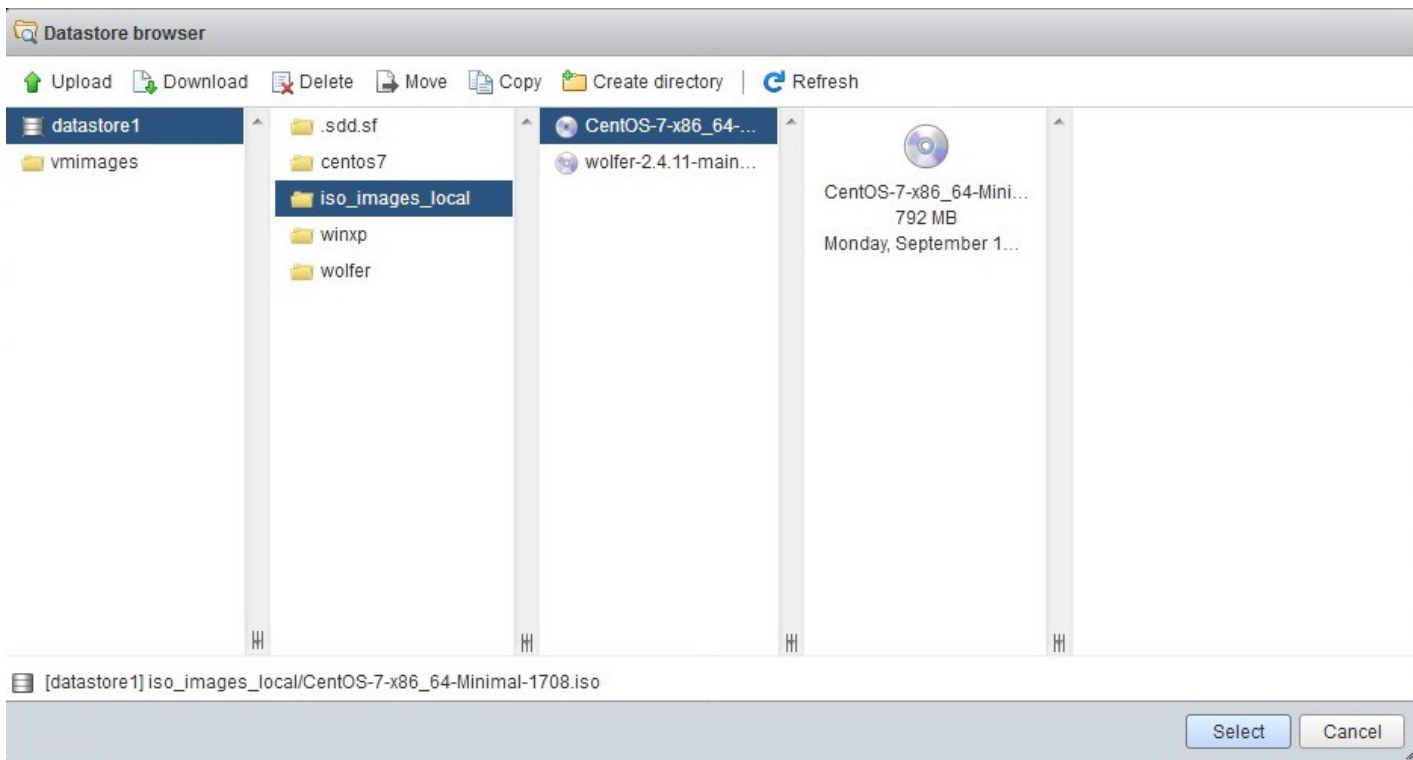 Datastore browser
Upload Download Delete Move Copy Create directory Refresh
datastore1
vmimages
.sdd.sf
centos7
iso_images_local
winxp
wolfer
CentOS-7-x86_64-...
wolfer-2.4.11-main...
CentOS-7-x86_64-Mini...
792 MB
Monday, September 1...
[datastore1] iso_images_local/CentOS-7-x86_64-Minimal-1708.iso
Select Cancel